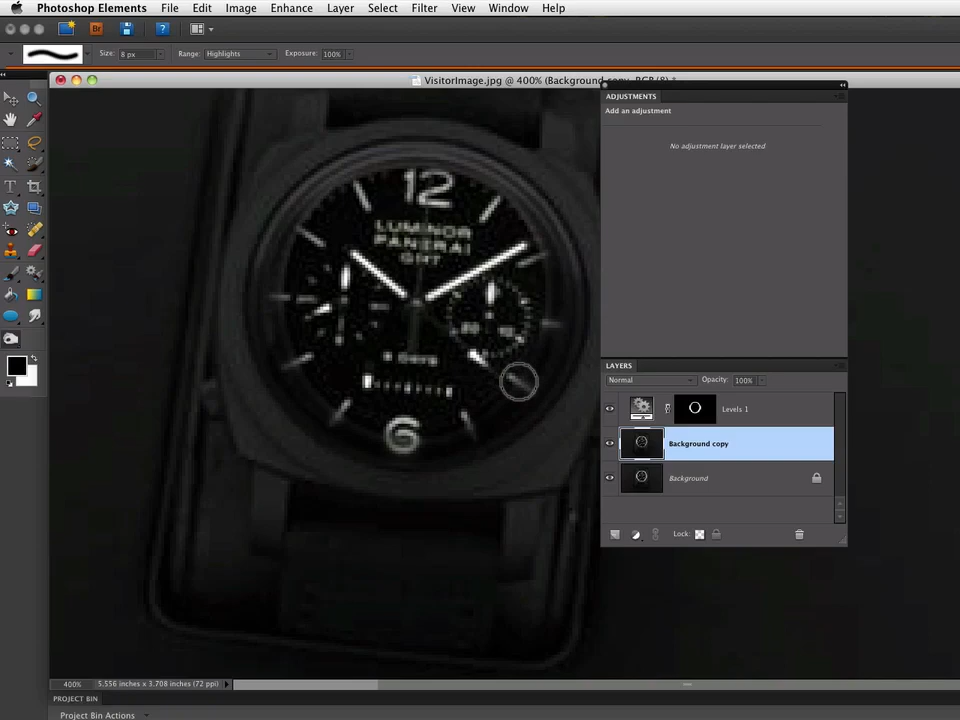 Photoshop Elements File Edit Image Enhance Layer Select Filter View Window Help
Br ?
Size: 8 px Range: Highlights Exposure: 100%
VisitorImage.jpg @ 400% (Background copy, RGB/8) *
ADJUSTMENTS
Add an adjustment
No adjustment layer selected
12
LUMINOR
PANERAI
GMT
8 Days
6
LAYERS
Normal Opacity: 100%
Levels 1
Background copy
Background
Lock:
T
400% 5.556 inches x 3.708 inches (72 ppi)
PROJECT BIN
Project Bin Actions